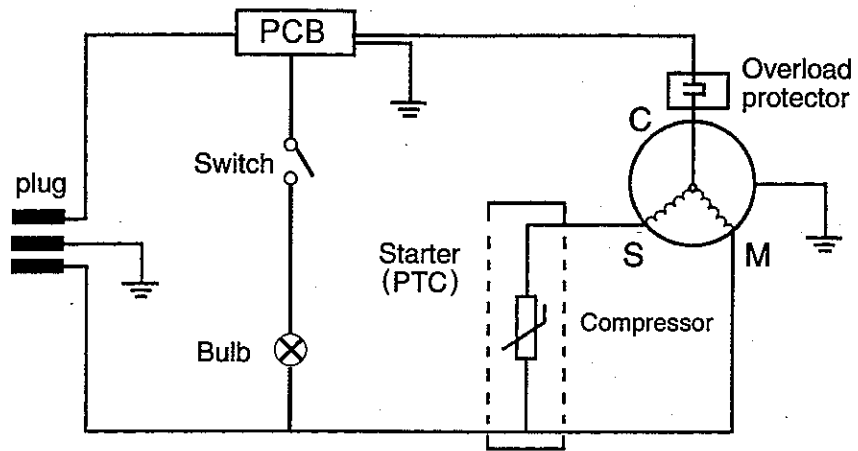 PCB
Overload
protector
C
Switch
plug
S
M
Starter
(PTC)
Compressor
Bulb